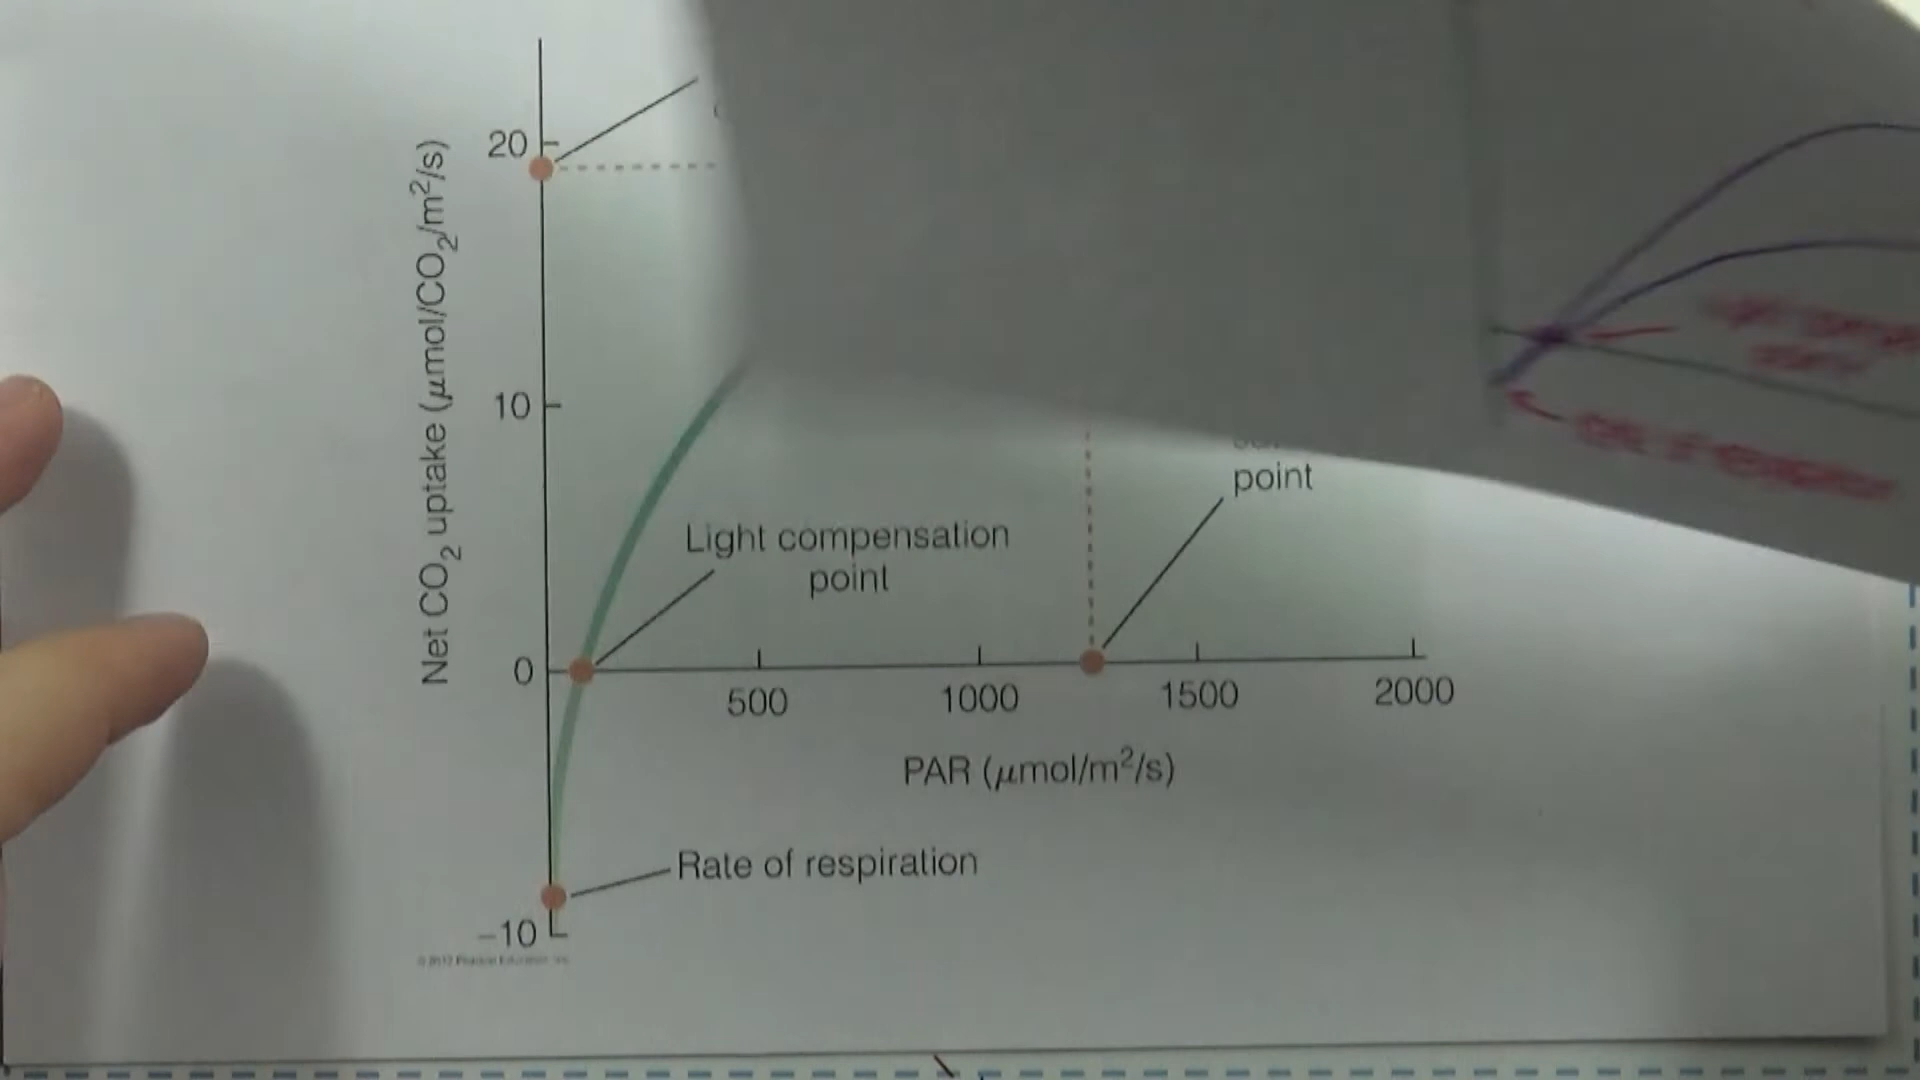 20
Net CO₂ uptake (μmol/CO₂/m²/s)
10
point
Light compensation
point
0
500 1000 1500 2000
PAR (μmol/m²/s)
Rate of respiration
−10